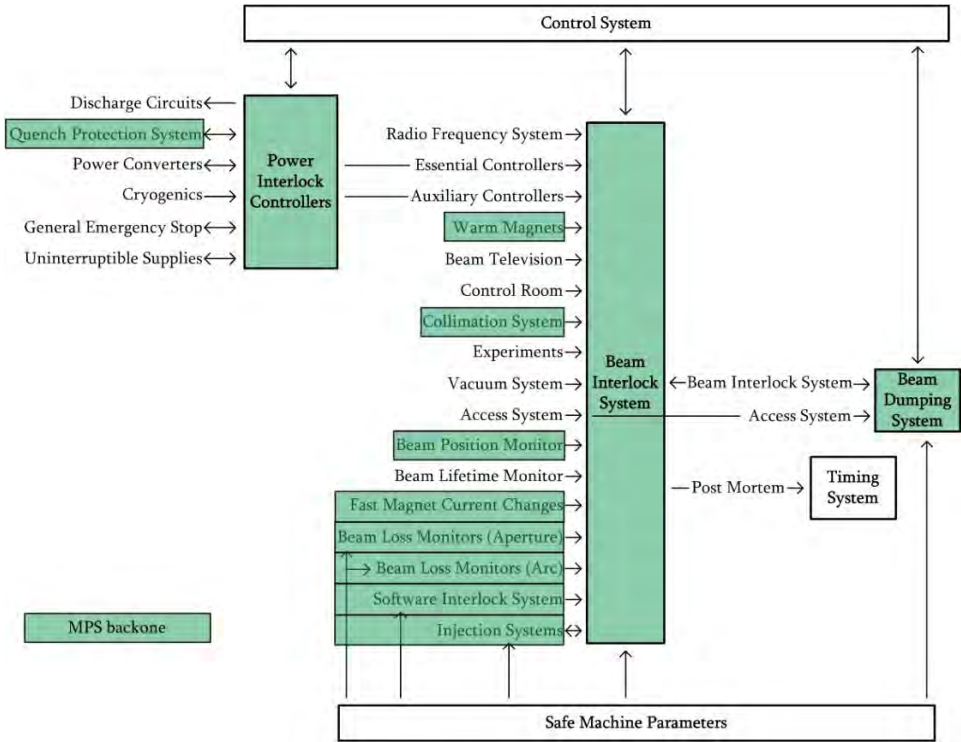 Control System
Discharge Circuits
Quench Protection System
Power Converters
Cryogenics
General Emergency Stop
Uninterruptible Supplies
Power
Interlock
Controllers
Radio Frequency System
Essential Controllers
Auxiliary Controllers
Warm Magnets
Beam Television
Control Room
Collimation System
Experiments
Vacuum System
Access System
Beam Position Monitor
Beam Lifetime Monitor
Fast Magnet Current Changes
Beam Loss Monitors (Aperture)
Beam Loss Monitors (Arc)
Software Interlock System
Injection Systems
Beam
Interlock
System
Beam Interlock System
Access System
Beam
Dumping
System
Post Mortem
Timing
System
MPS backone
Safe Machine Parameters